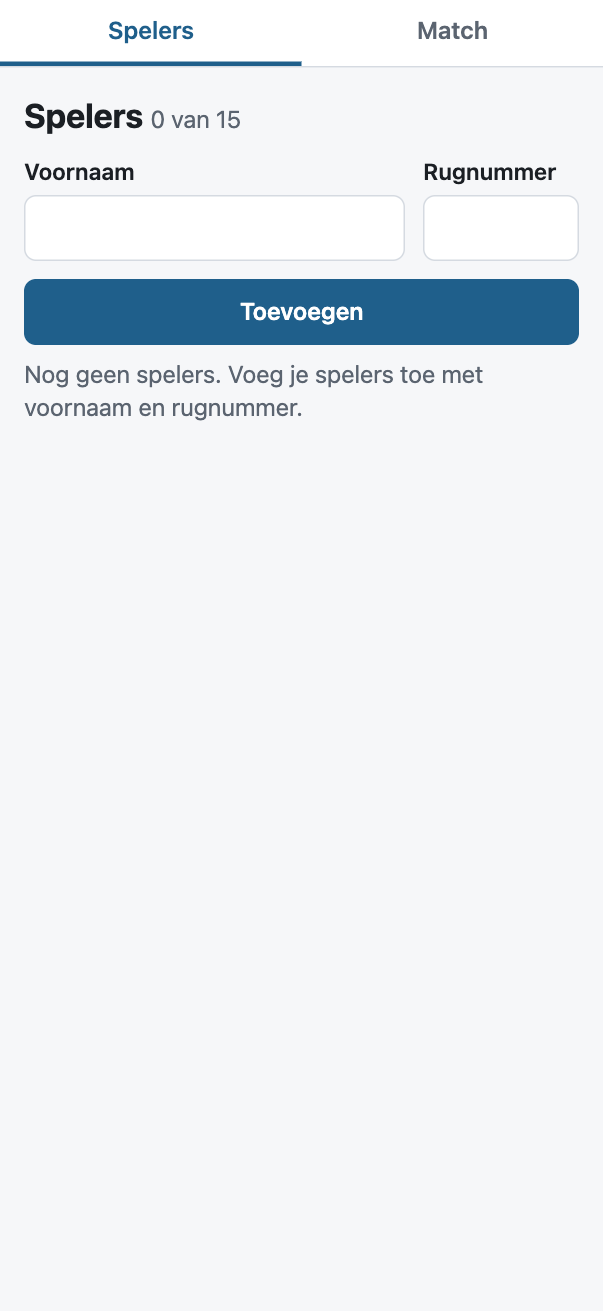 Spelers Match
Spelers 0 van 15
Voornaam Rugnummer
Toevoegen
Nog geen spelers. Voeg je spelers toe met
voornaam en rugnummer.